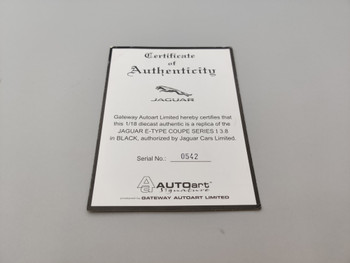 Certificate
of
Authenticity
JAGUAR
Gateway Autoart Limited hereby certifies that
this 1/18 diecast authentic is a replica of the
JAGUAR E-TYPE COUPE SERIES I 3.8
in BLACK, authorized by Jaguar Cars Limited.
Serial No.: 0542
AUTOart
Signature
GATEWAY AUTOART LIMITED